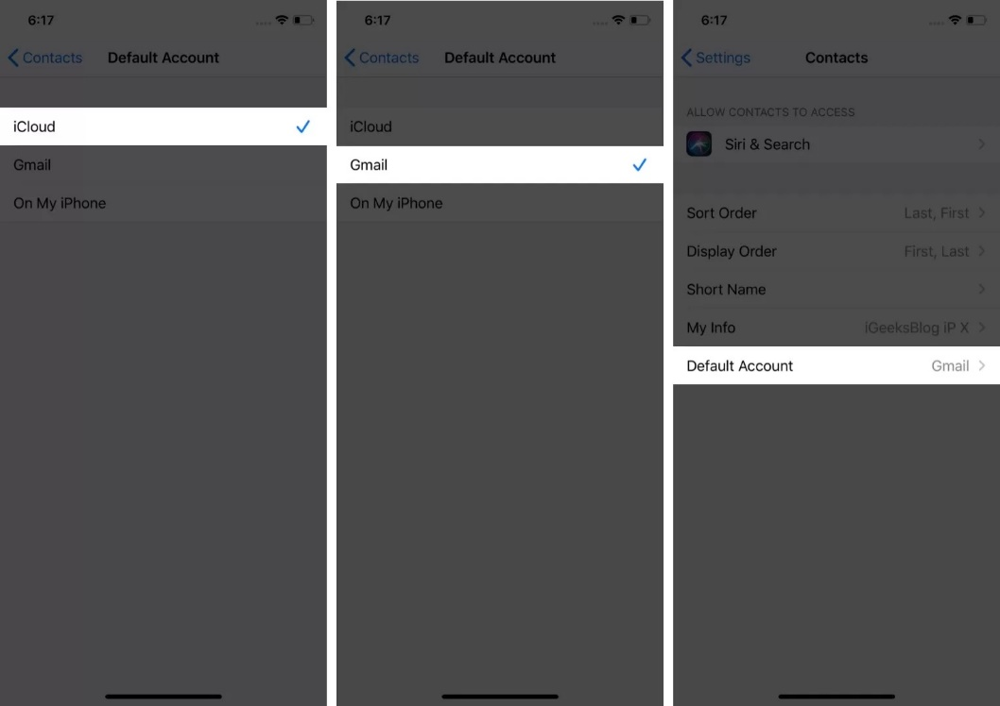 6:17
Contacts Default Account
iCloud
Gmail
On My iPhone
6:17
Contacts Default Account
iCloud
Gmail
On My iPhone
6:17
Settings Contacts
ALLOW CONTACTS TO ACCESS
Siri & Search
Sort Order Last, First
Display Order First, Last
Short Name
My Info iGeeksBlog iP X
Default Account Gmail